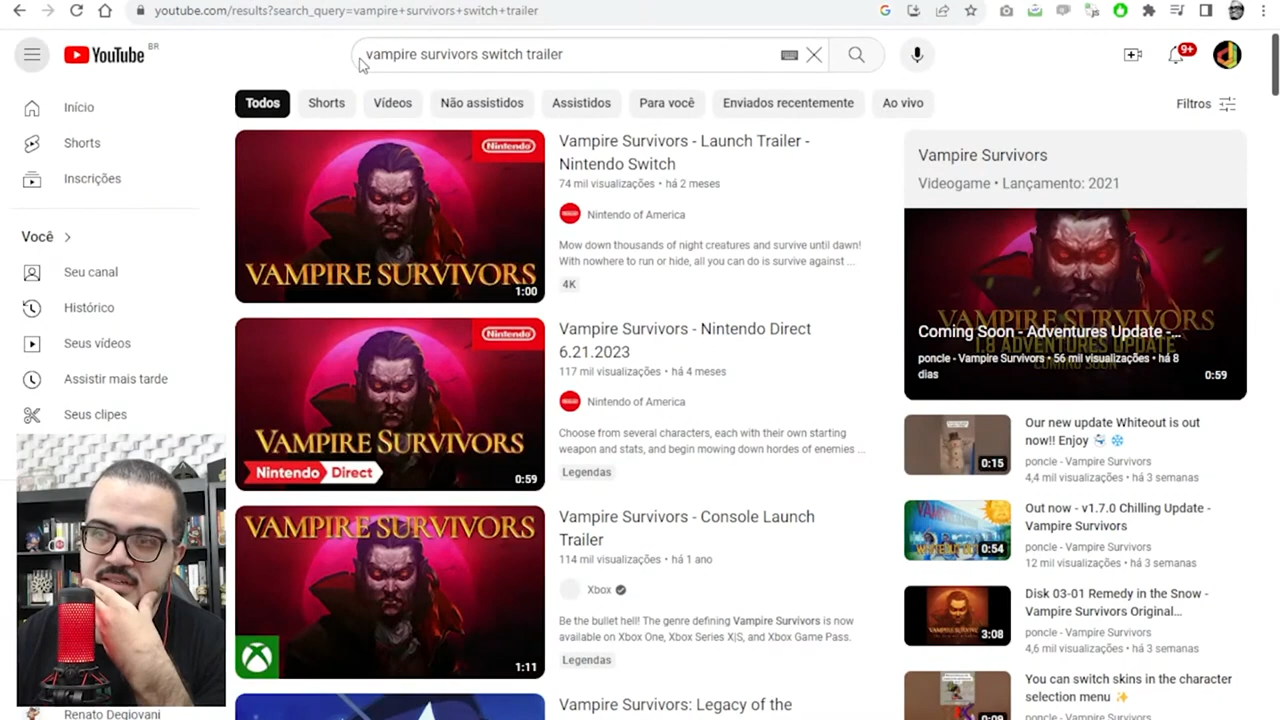 youtube.com/results?search_query=vampire+survivors+switch+trailer
YouTube BR
vampire survivors switch trailer
9+
Início
Shorts
Inscrições
Você
Seu canal
Histórico
Seus vídeos
Assistir mais tarde
Seus clipes
Renato Degiovani
Todos
Shorts
Vídeos
Não assistidos
Assistidos
Para você
Enviados recentemente
Ao vivo
Filtros
Nintendo
VAMPIRE SURVIVORS
1:00
Vampire Survivors - Launch Trailer -
Nintendo Switch
74 mil visualizações • há 2 meses
Nintendo of America
Mow down thousands of night creatures and survive until dawn!
With nowhere to run or hide, all you can do is survive against ...
4K
Nintendo
VAMPIRE SURVIVORS
Nintendo Direct
0:59
Vampire Survivors - Nintendo Direct
6.21.2023
117 mil visualizações • há 4 meses
Nintendo of America
Choose from several characters, each with their own starting
weapon and stats, and begin mowing down hordes of enemies ...
Legendas
VAMPIRE SURVIVORS
1:11
Vampire Survivors - Console Launch
Trailer
114 mil visualizações • há 1 ano
Xbox
Be the bullet hell! The genre defining Vampire Survivors is now
available on Xbox One, Xbox Series X|S, and Xbox Game Pass.
Legendas
Vampire Survivors: Legacy of the
Vampire Survivors
Videogame • Lançamento: 2021
VAMPIRE SURVIVORS
1.8 ADVENTURES UPDATE
COMING SOON
Coming Soon - Adventures Update -...
poncle - Vampire Survivors • 56 mil visualizações • há 8
dias
0:59
0:15
Our new update Whiteout is out
now!! Enjoy
poncle - Vampire Survivors
4,4 mil visualizações • há 3 semanas
0:54
Out now - v1.7.0 Chilling Update -
Vampire Survivors
poncle - Vampire Survivors
12 mil visualizações • há 3 semanas
3:08
Disk 03-01 Remedy in the Snow -
Vampire Survivors Original...
poncle - Vampire Survivors
4,6 mil visualizações • há 3 semanas
0:09
You can switch skins in the character
selection menu
poncle - Vampire Survivors